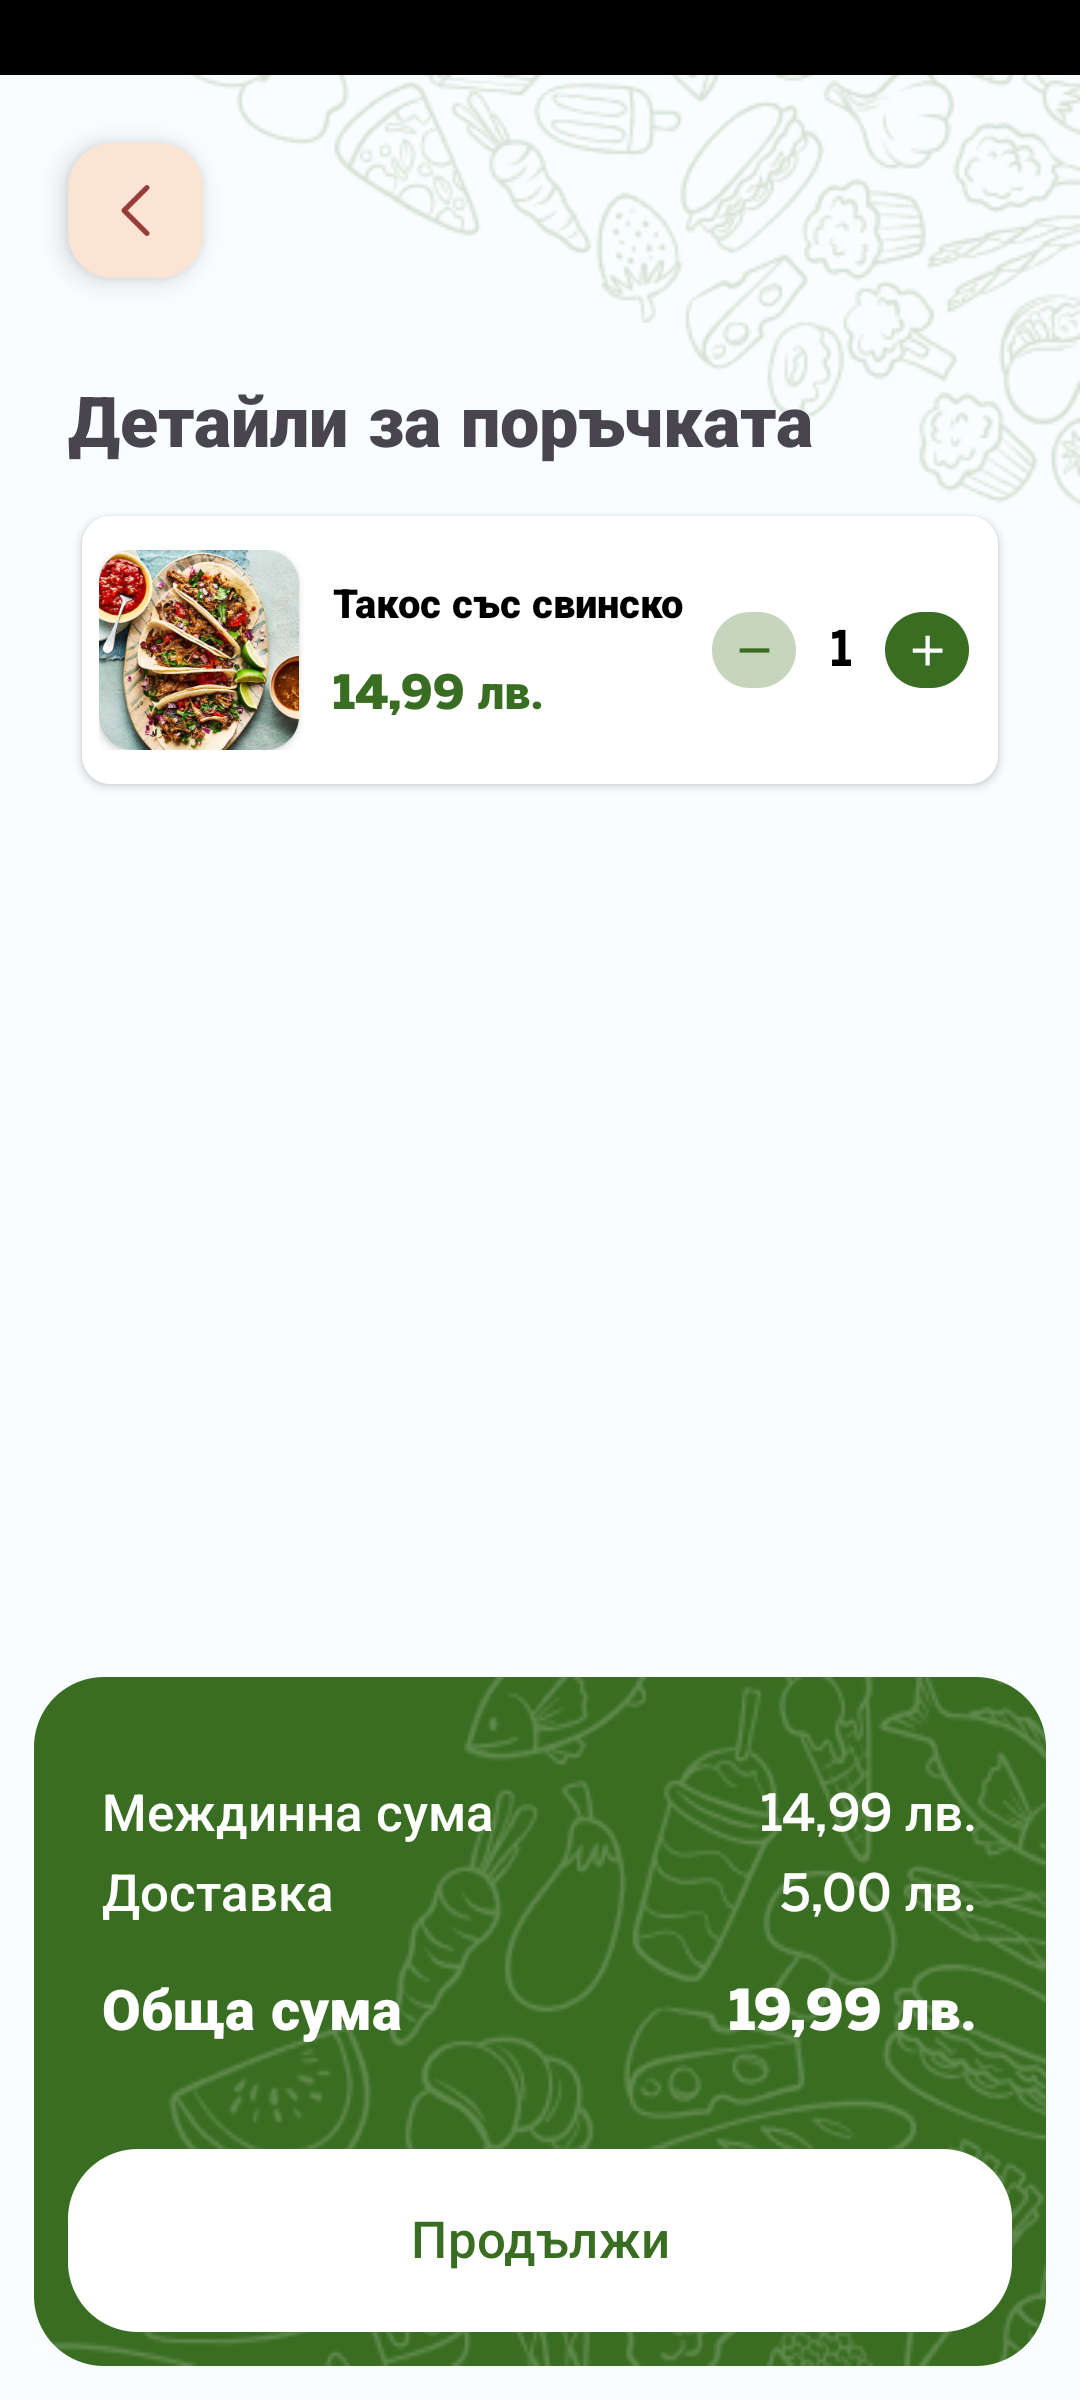 Детайли за поръчката
Такос със свинско
14,99 лв.
1
Междинна сума 14,99 лв.
Доставка 5,00 лв.
Обща сума 19,99 лв.
Продължи